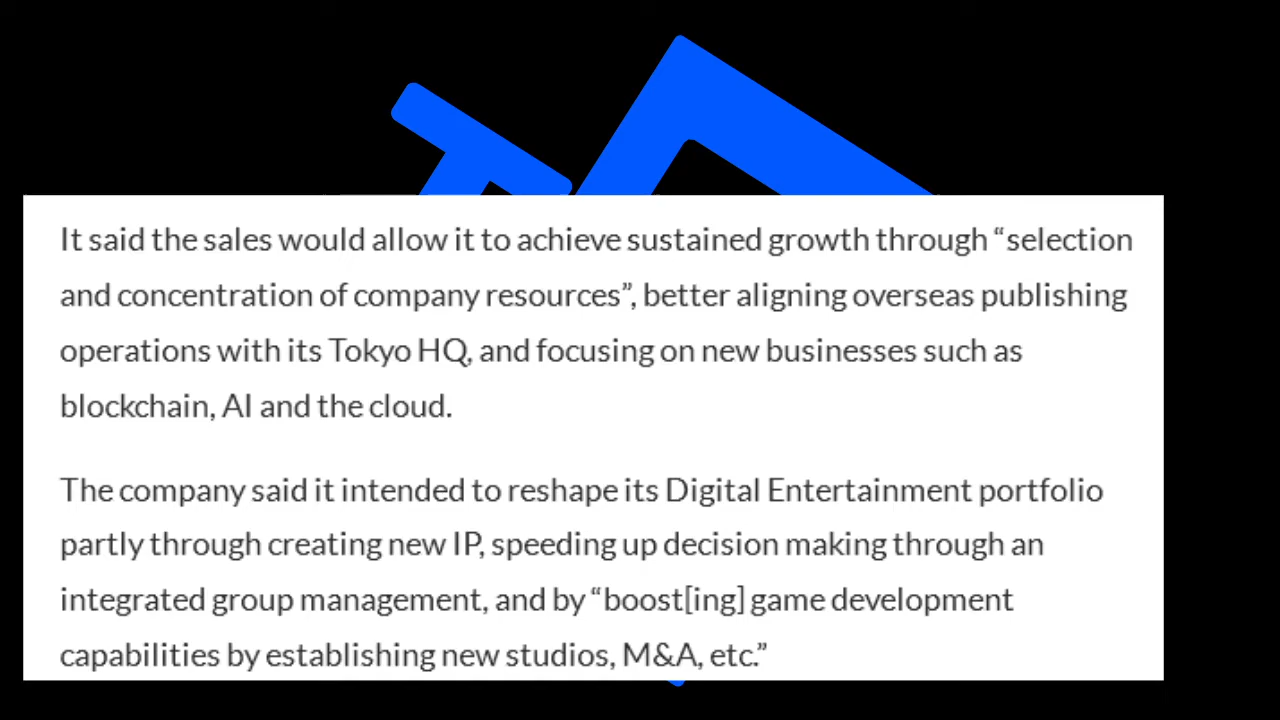 It said the sales would allow it to achieve sustained growth through “selection
and concentration of company resources”, better aligning overseas publishing
operations with its Tokyo HQ, and focusing on new businesses such as
blockchain, AI and the cloud.
The company said it intended to reshape its Digital Entertainment portfolio
partly through creating new IP, speeding up decision making through an
integrated group management, and by “boost[ing] game development
capabilities by establishing new studios, M&A, etc.”